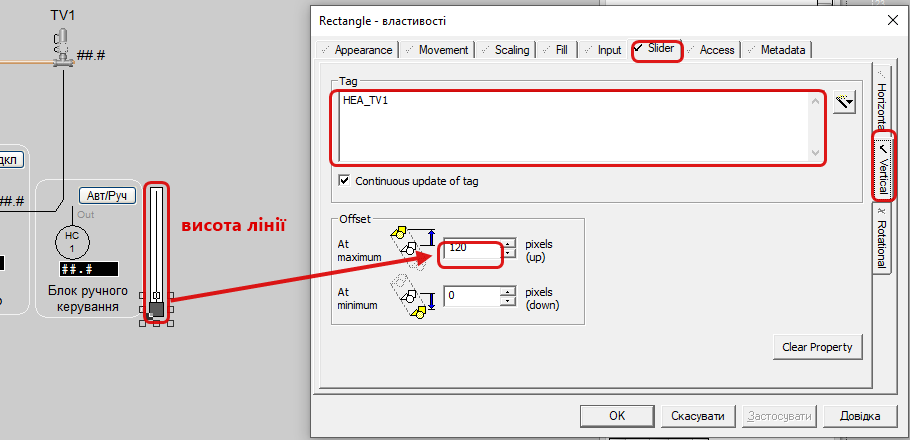 TV1
##.#
дкл
##.#
Авт/Руч
Out
HC
1
##.#
Блок ручного
керування
висота лінії
Rectangle - властивості
Appearance
Movement
Scaling
Fill
Input
Slider
Access
Metadata
Tag
HEA_TV1
Continuous update of tag
Offset
At
maximum
120
pixels
(up)
At
minimum
0
pixels
(down)
Horizonta
Vertical
Rotational
Clear Property
OK
Скасувати
Застосувати
Довідка